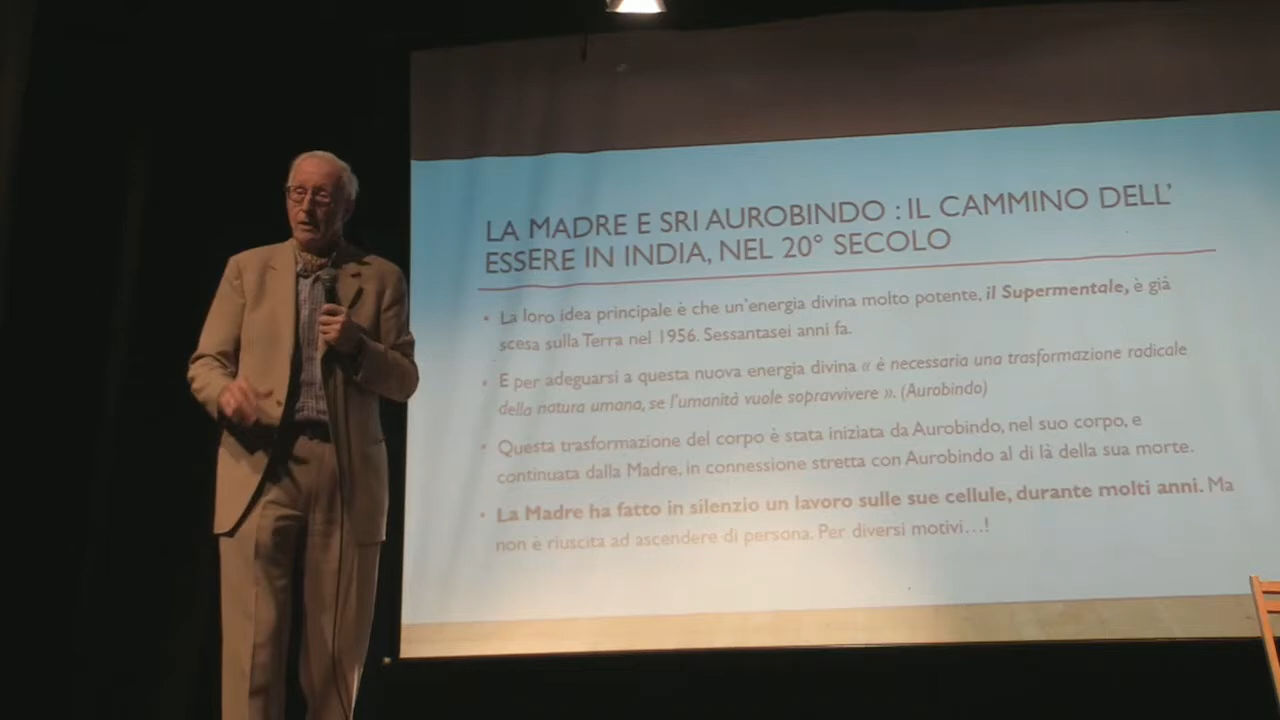 LA MADRE E SRI AUROBINDO : IL CAMMINO DELL'
ESSERE IN INDIA, NEL 20° SECOLO
• La loro idea principale è che un'energia divina molto potente, il Supermentale, è già
scesa sulla Terra nel 1956. Sessantasei anni fa.
• E per adeguarsi a questa nuova energia divina « è necessaria una trasformazione radicale
della natura umana, se l'umanità vuole sopravvivere ». (Aurobindo)
• Questa trasformazione del corpo è stata iniziata da Aurobindo, nel suo corpo, e
continuata dalla Madre, in connessione stretta con Aurobindo al di là della sua morte.
• La Madre ha fatto in silenzio un lavoro sulle sue cellule, durante molti anni. Ma
non è riuscita ad ascendere di persona. Per diversi motivi…!